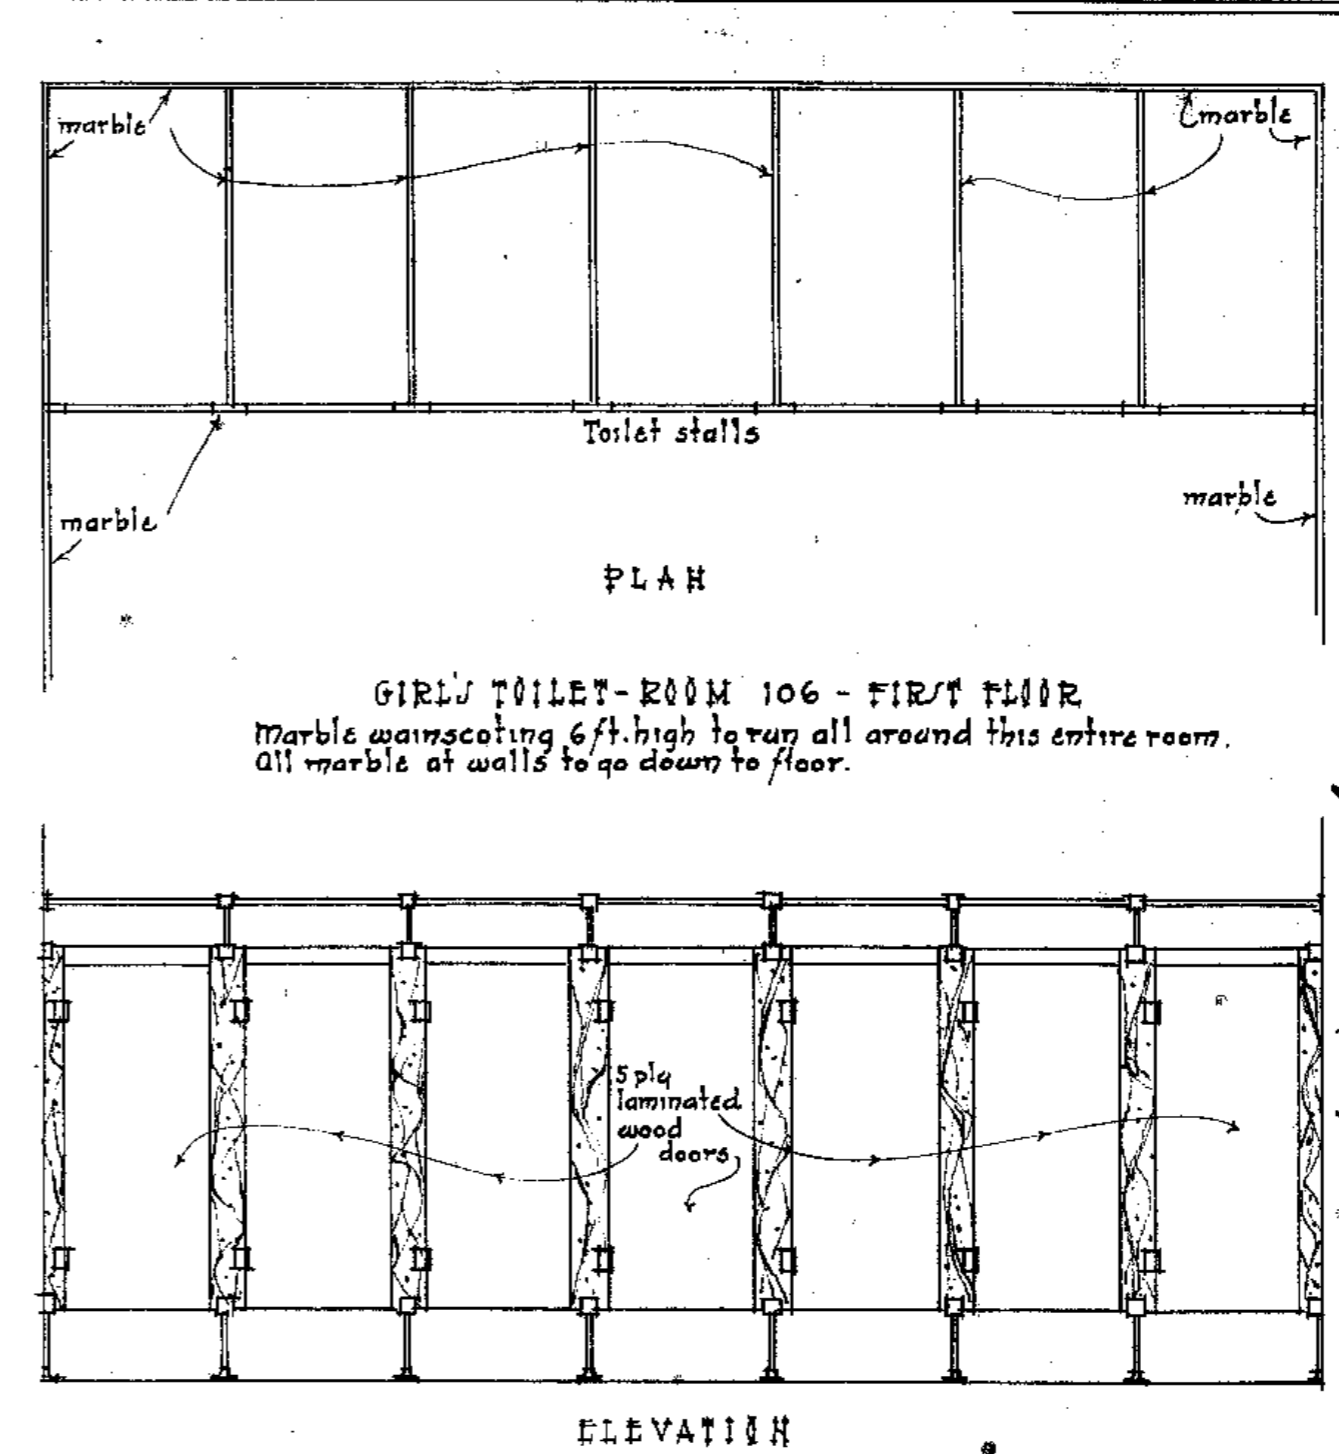 marble
marble
Toilet stalls
marble
marble
PLAN
GIRL'S TOILET-ROOM 106 - FIRST FLOOR
Marble wainscoting 6 ft. high to run all around this entire room.
All marble at walls to go down to floor.
5 ply
laminated
wood
doors
ELEVATION